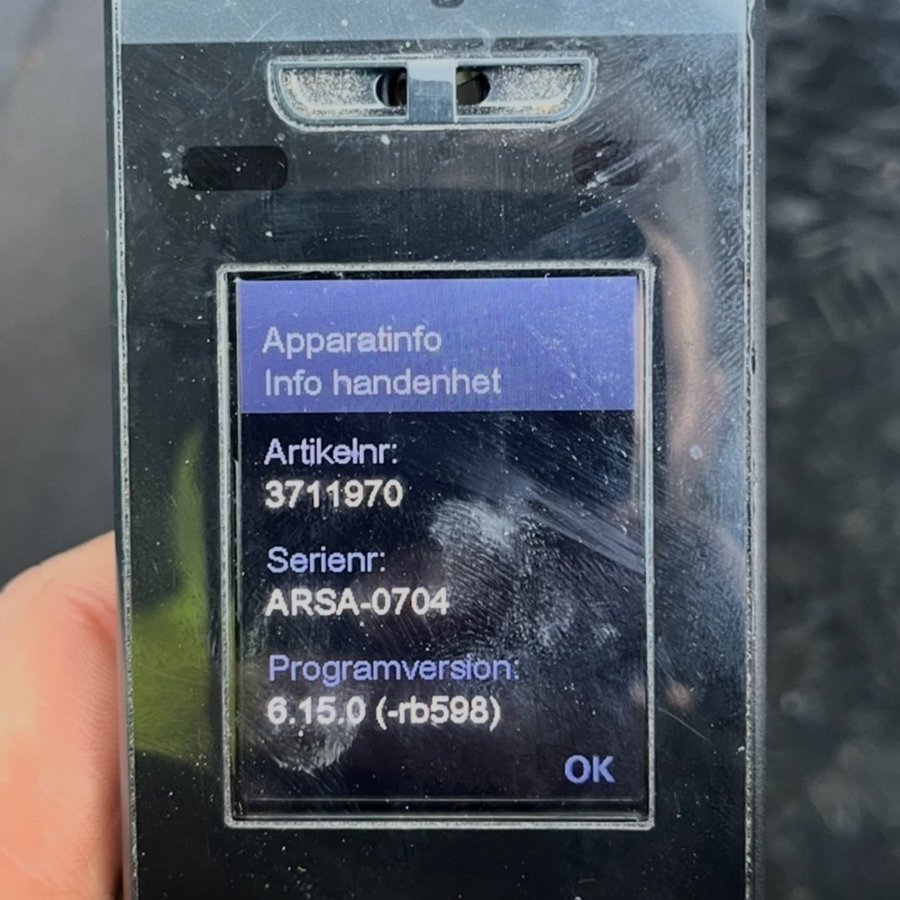 Apparatinfo
Info handenhet
Artikelnr:
3711970
Serienr:
ARSA-0704
Programversion:
6.15.0 (-rb598)
OK